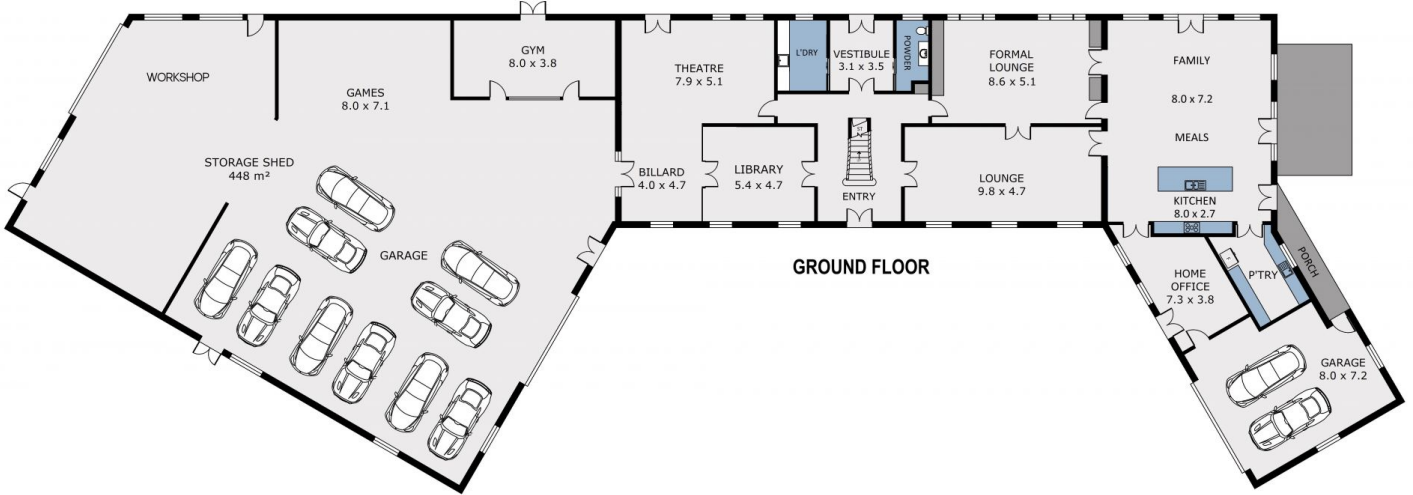 WORKSHOP
GAMES
8.0 x 7.1
GYM
8.0 x 3.8
STORAGE SHED
448 m²
GARAGE
THEATRE
7.9 x 5.1
L'DRY
VESTIBULE
3.1 x 3.5
POWDER
FORMAL
LOUNGE
8.6 x 5.1
FAMILY
8.0 x 7.2
MEALS
BILLARD
4.0 x 4.7
LIBRARY
5.4 x 4.7
ST
ENTRY
LOUNGE
9.8 x 4.7
KITCHEN
8.0 x 2.7
GROUND FLOOR
HOME
OFFICE
7.3 x 3.8
P'TRY
PORCH
GARAGE
8.0 x 7.2